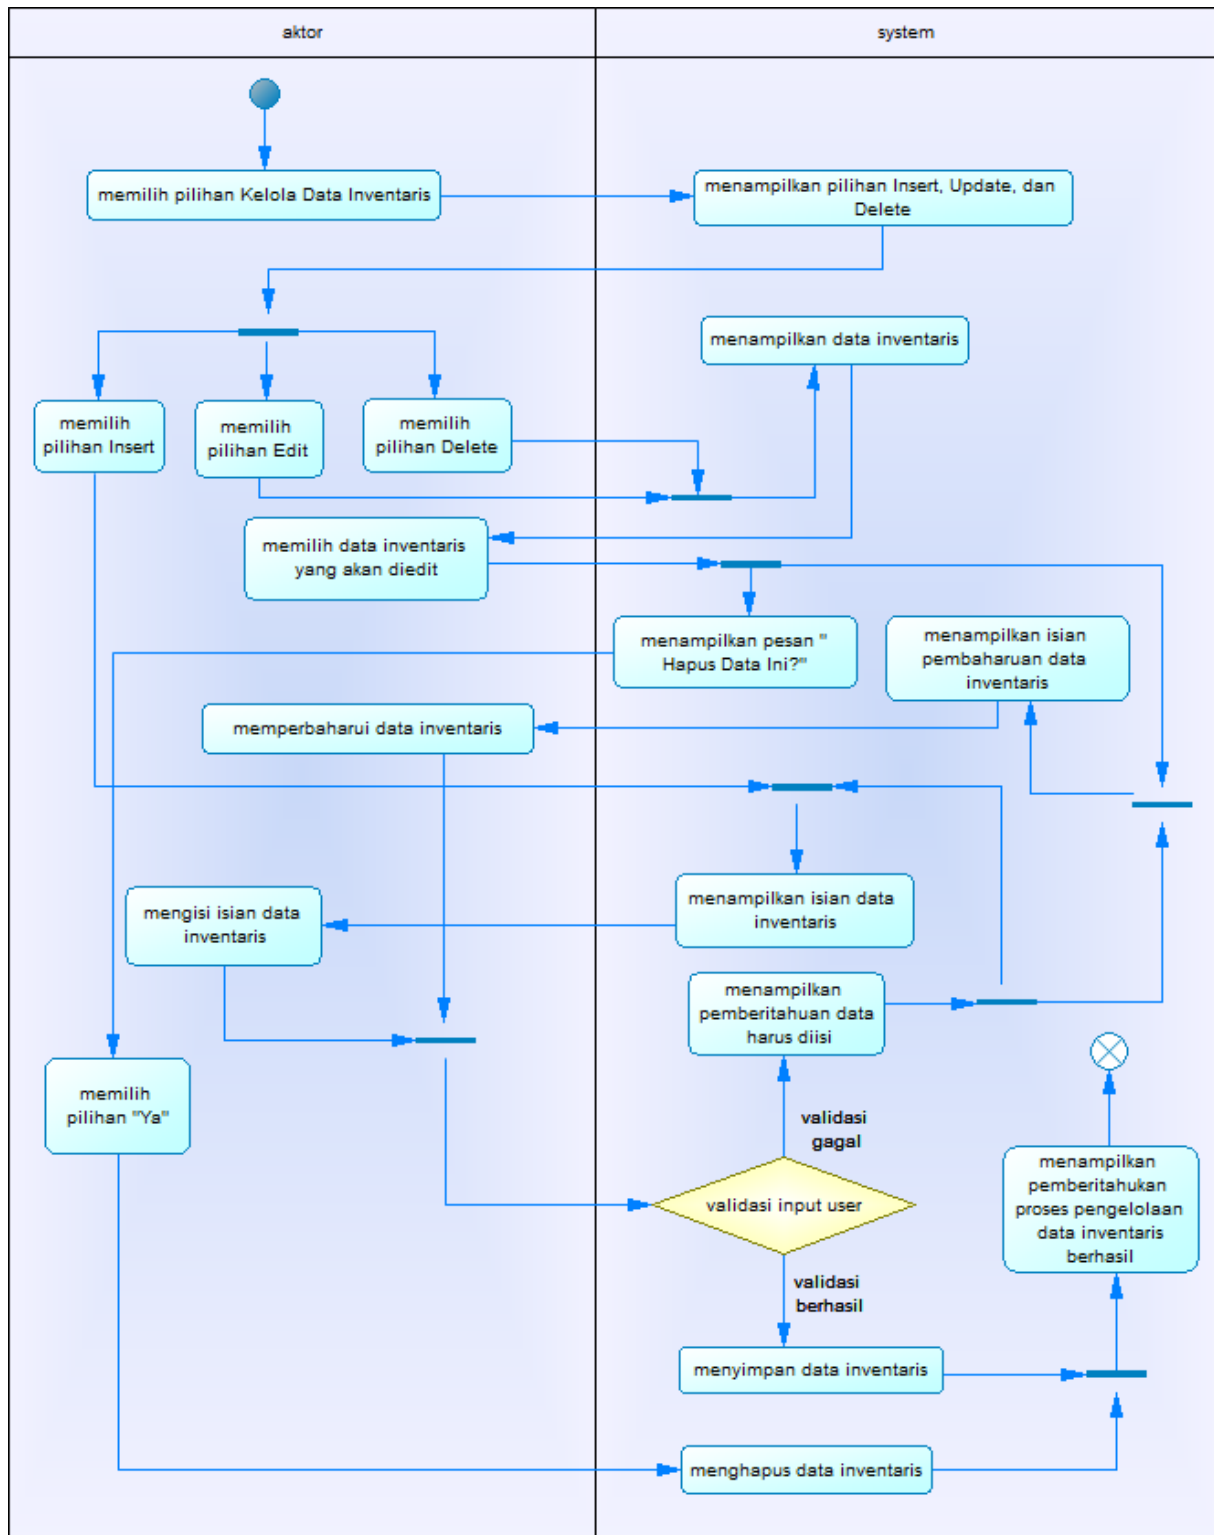 aktor
system
memilih pilihan Kelola Data Inventaris
menampilkan pilihan Insert, Update, dan
Delete
menampilkan data inventaris
memilih
pilihan Insert
memilih
pilihan Edit
memilih
pilihan Delete
memilih data inventaris
yang akan diedit
menampilkan pesan "
Hapus Data Ini?"
menampilkan isian
pembaharuan data
inventaris
memperbaharui data inventaris
mengisi isian data
inventaris
menampilkan isian data
inventaris
menampilkan
pemberitahuan data
harus diisi
memilih
pilihan "Ya"
validasi
gagal
validasi input user
menampilkan
pemberitahukan
proses pengelolaan
data inventaris
berhasil
validasi
berhasil
menyimpan data inventaris
menghapus data inventaris